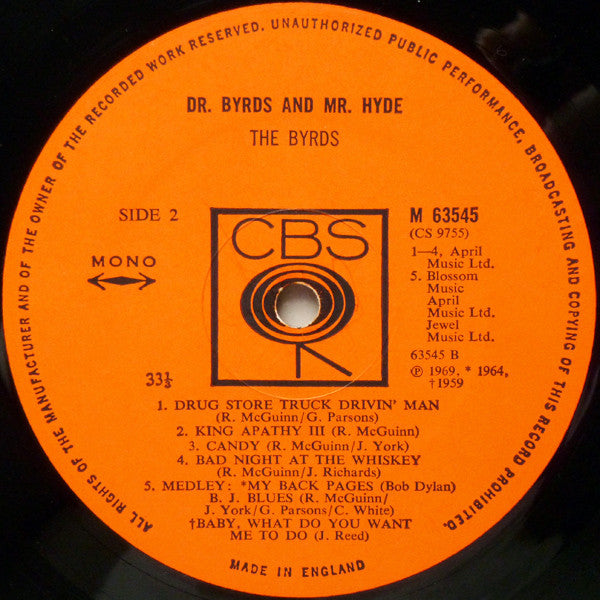 ALL RIGHTS OF THE MANUFACTURER AND OF THE OWNER OF THE RECORDED WORK RESERVED. UNAUTHORIZED PUBLIC PERFORMANCE, BROADCASTING AND COPYING OF THIS RECORD PROHIBITED.
DR. BYRDS AND MR. HYDE
THE BYRDS
SIDE 2
MONO
33⅓
CBS
M 63545
(CS 9755)
1—4, April
Music Ltd.
5. Blossom
Music
April
Music Ltd.
Jewel
Music Ltd.
63545 B
Ⓟ 1969, * 1964,
†1959
1. DRUG STORE TRUCK DRIVIN' MAN
(R. McGuinn/G. Parsons)
2. KING APATHY III (R. McGuinn)
3. CANDY (R. McGuinn/J. York)
4. BAD NIGHT AT THE WHISKEY
(R. McGuinn/J. Richards)
5. MEDLEY: *MY BACK PAGES (Bob Dylan)
B. J. BLUES (R. McGuinn/
J. York/G. Parsons/C. White)
†BABY, WHAT DO YOU WANT
ME TO DO (J. Reed)
MADE IN ENGLAND